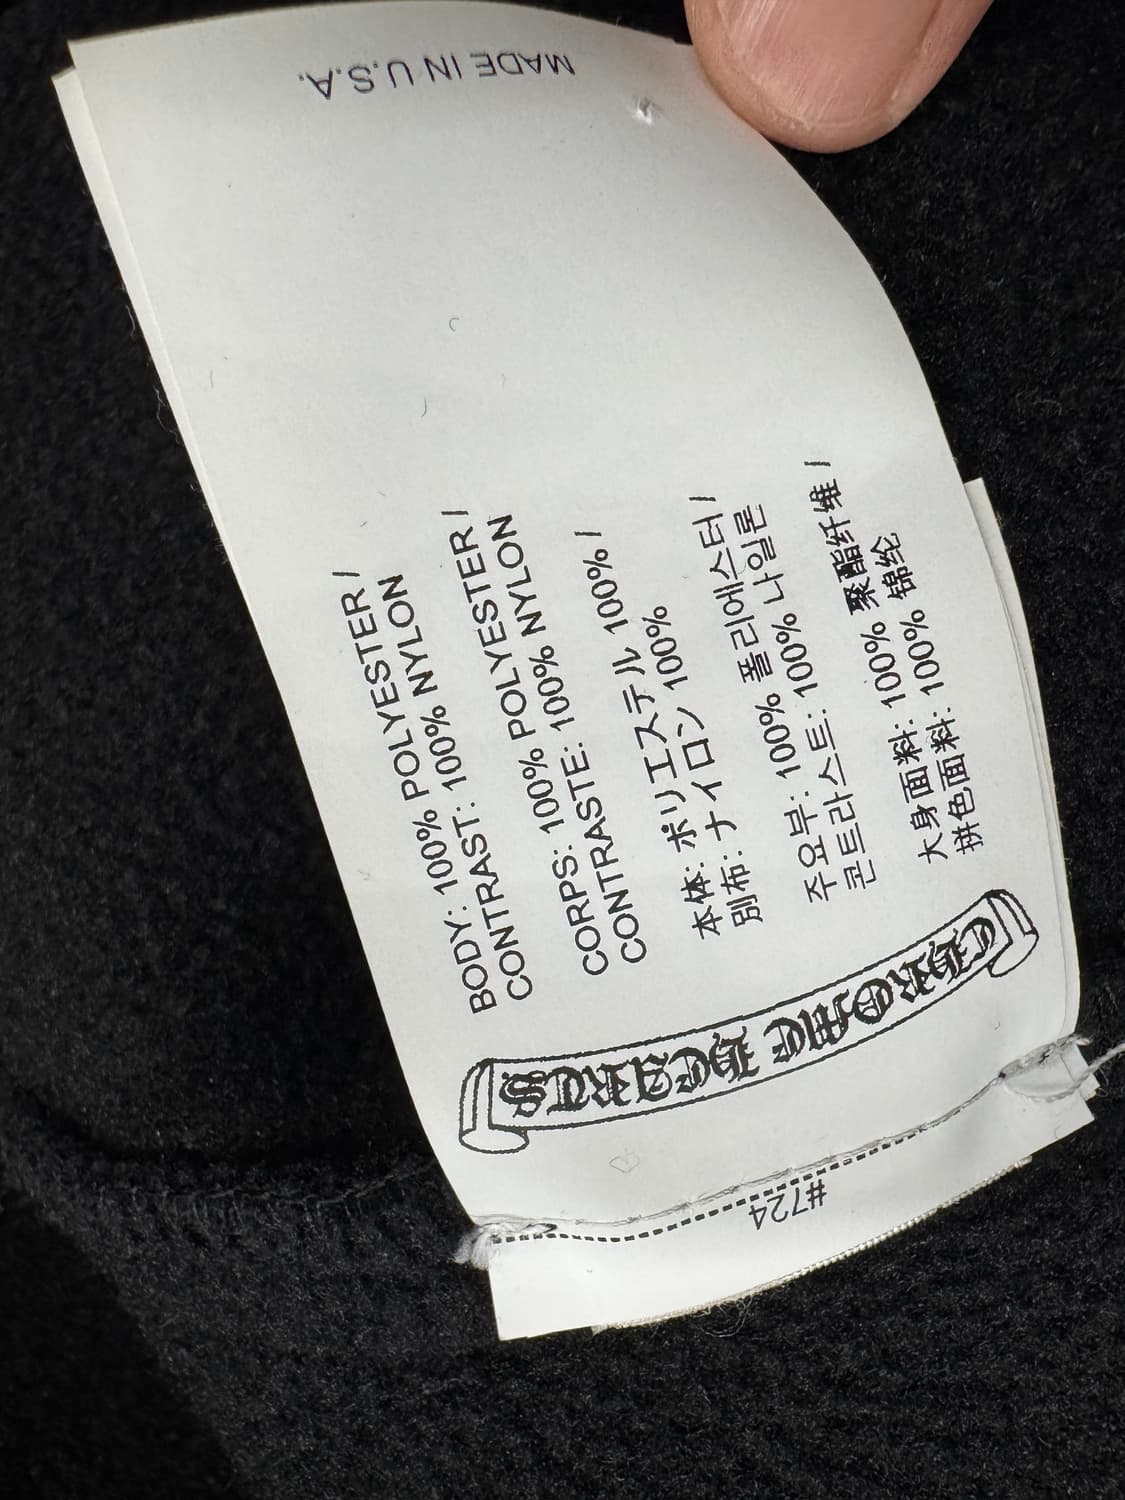 MADE IN U.S.A.
BODY: 100% POLYESTER /
CONTRAST: 100% NYLON
CORPS: 100% POLYESTER /
CONTRASTE: 100% NYLON
本体: ポリエステル 100% /
別布: ナイロン 100%
주요부: 100% 폴리에스터 /
콘트라스트: 100% 나일론
大身面料: 100% 聚酯纤维 /
拼色面料: 100% 锦纶
CHROME HEARTS
#724